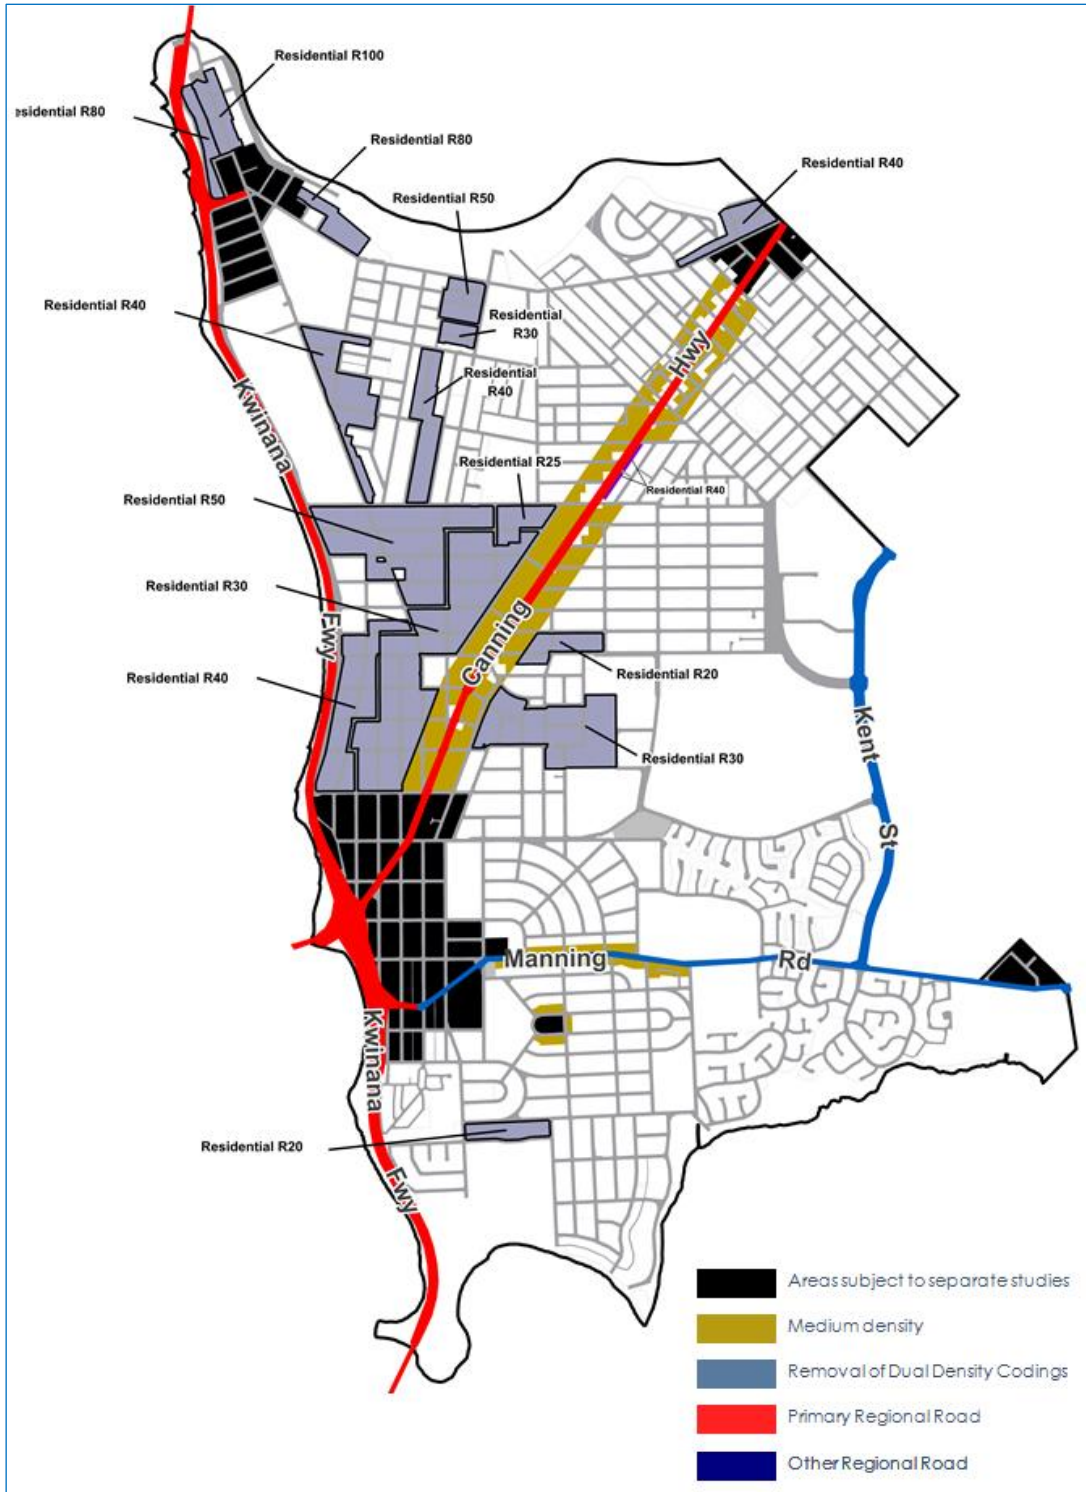 Residential R100
esidential R80
Residential R80
Residential R40
Residential R50
Residential R40
Residential
R30
Residential
R40
Hwy
Kwinana
Residential R25
Residential R40
Residential R50
Residential R30
Fwy
Canning
Residential R20
Residential R40
Kent
Residential R30
St
Manning
Rd
Kwinana
Residential R20
Fwy
Areas subject to separate studies
Medium density
Removal of Dual Density Codings
Primary Regional Road
Other Regional Road